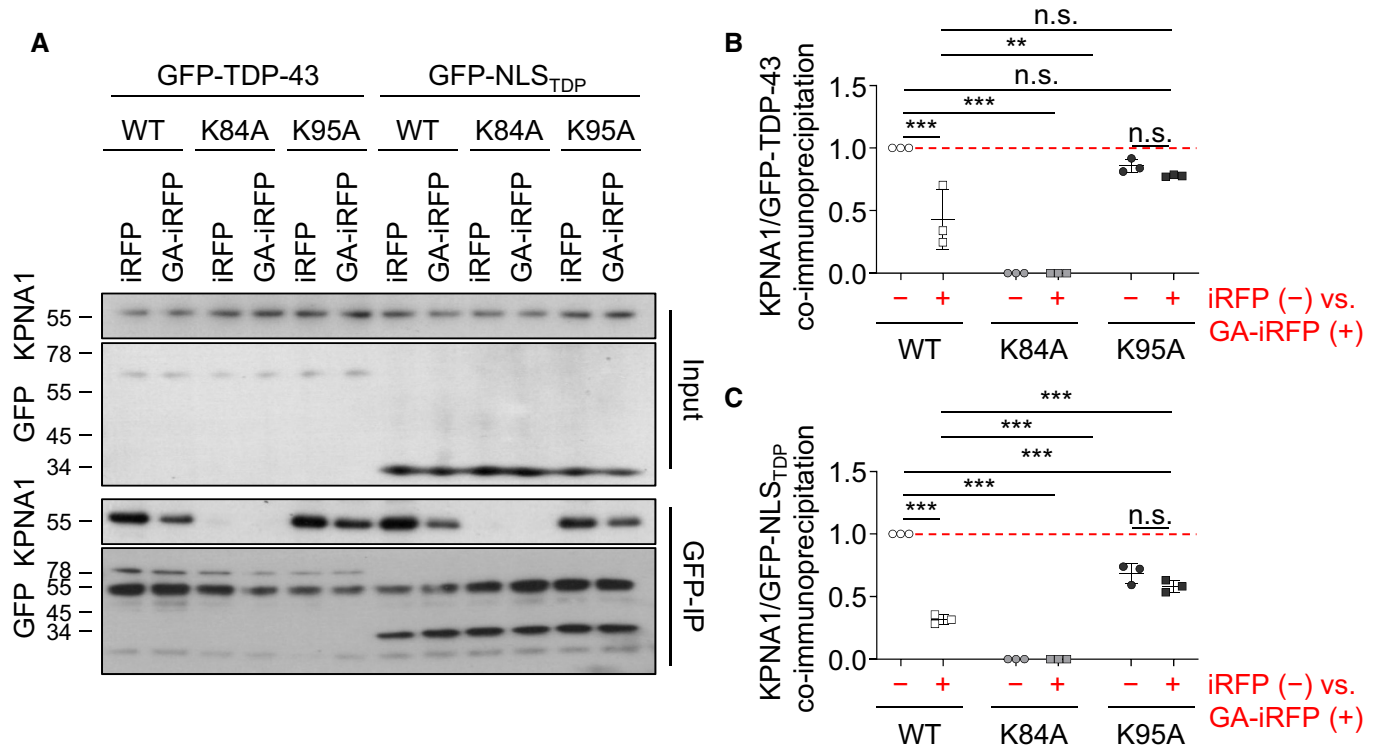 A
GFP-TDP-43 GFP-NLSTDP
WT K84A K95A WT K84A K95A
iRFP GA-iRFP iRFP GA-iRFP iRFP GA-iRFP iRFP GA-iRFP iRFP GA-iRFP iRFP GA-iRFP
KPNA1
55
GFP
78
55
45
34
Input
KPNA1
55
GFP
78
55
45
34
GFP-IP
B
KPNA1/GFP-TDP-43
co-immunoprecipitation
n.s.
**
n.s.
***
***
n.s.
1.5
1.0
0.5
0.0
− + − + − +
iRFP (−) vs.
GA-iRFP (+)
WT K84A K95A
C
KPNA1/GFP-NLSTDP
co-immunoprecipitation
***
***
***
***
***
n.s.
1.5
1.0
0.5
0.0
− + − + − +
iRFP (−) vs.
GA-iRFP (+)
WT K84A K95A